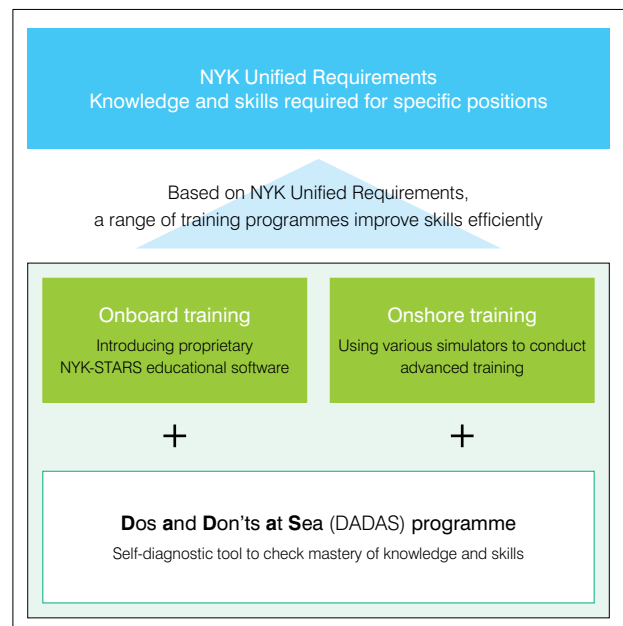 NYK Unified Requirements
Knowledge and skills required for specific positions
Based on NYK Unified Requirements,
a range of training programmes improve skills efficiently
Onboard training
Introducing proprietary
NYK-STARS educational software
Onshore training
Using various simulators to conduct
advanced training
+
+
Dos and Don'ts at Sea (DADAS) programme
Self-diagnostic tool to check mastery of knowledge and skills